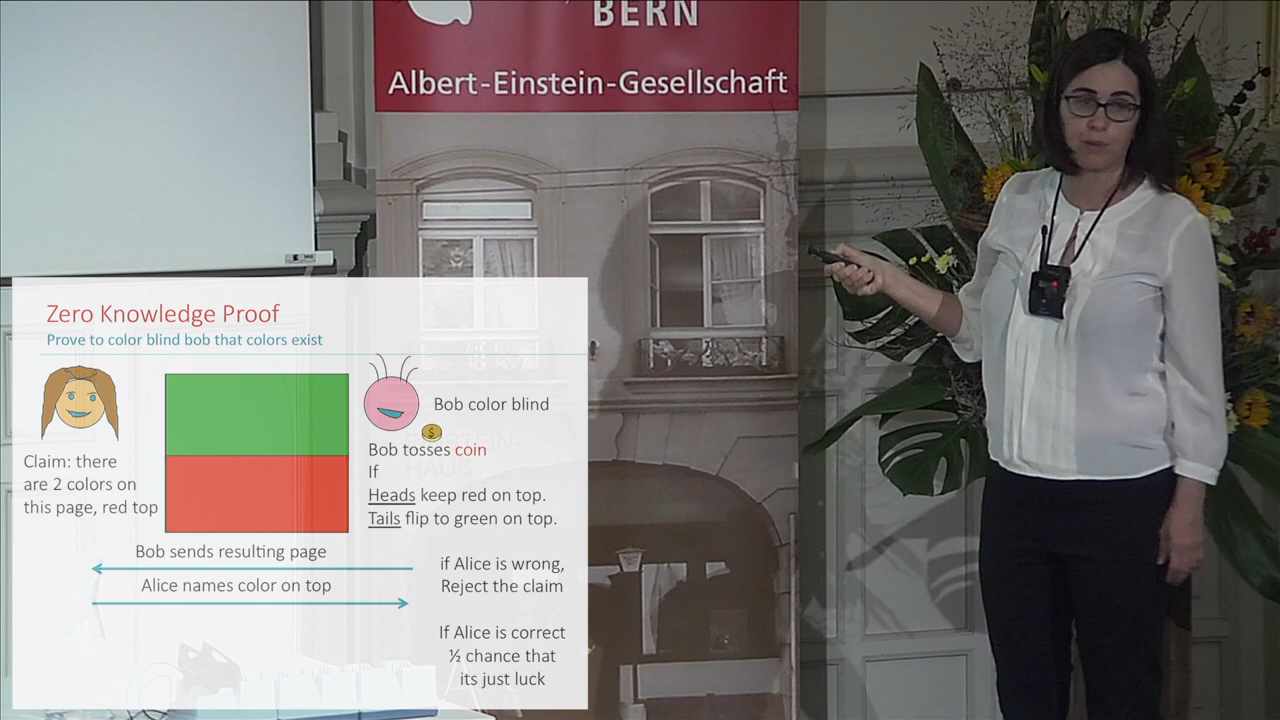 BERN
Albert-Einstein-Gesellschaft
Zero Knowledge Proof
Prove to color blind bob that colors exist
Bob color blind
$
Claim: there
are 2 colors on
this page, red top
Bob tosses coin
If
Heads keep red on top.
Tails flip to green on top.
EINSTEIN-
HAUS
Bob sends resulting page
Alice names color on top
if Alice is wrong,
Reject the claim
If Alice is correct
½ chance that
its just luck